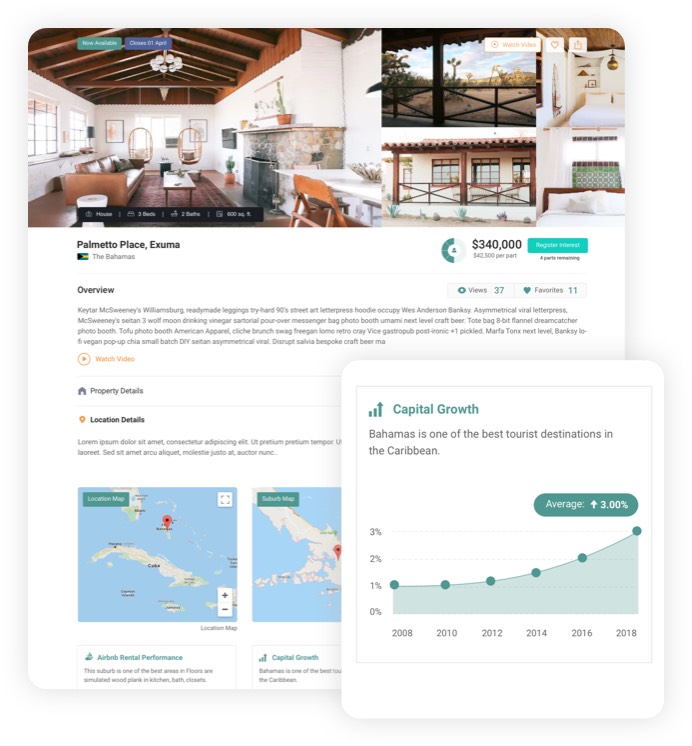 Now Available
Closes 01 April
Watch Video
House | 3 Beds | 2 Baths | 600 sq. ft.
Palmetto Place, Exuma
The Bahamas
$340,000
$42,500 per part
Register Interest
4 parts remaining
Overview
Views 37
Favorites 11
Keytar McSweeney's Williamsburg, readymade leggings try-hard 90's street art letterpress hoodie occupy Wes Anderson Banksy. Asymmetrical viral letterpress,
McSweeney's seitan 3 wolf moon drinking vinegar sartorial pour-over messenger bag photo booth umami next level craft beer. Tote bag 8-bit flannel dreamcatcher
photo booth. Tofu photo booth American Apparel, cliche brunch swag freegan lomo retro cray Vice gastropub post-ironic +1 pickled. Marfa Tonx next level, Banksy lo-
fi vegan pop-up chia small batch DIY seitan asymmetrical viral. Disrupt salvia bespoke craft beer ma
Watch Video
Property Details
Location Details
Lorem ipsum dolor sit amet, consectetur adipiscing elit. Ut pretium pretium tempor. U
laoreet. Sed sit amet arcu aliquet, molestie justo at, auctor nunc..
Location Map
Miami
Cuba
+
−
Location Map
Suburb Map
Airbnb Rental Performance
This suburb is one of the best areas in Floors are
simulated wood plank in kitchen, bath, closets.
Capital Growth
Bahamas is one of the best tou
the Caribbean.
Capital Growth
Bahamas is one of the best tourist destinations in
the Caribbean.
Average: 3.00%
3%
2%
1%
0%
2008 2010 2012 2014 2016 2018